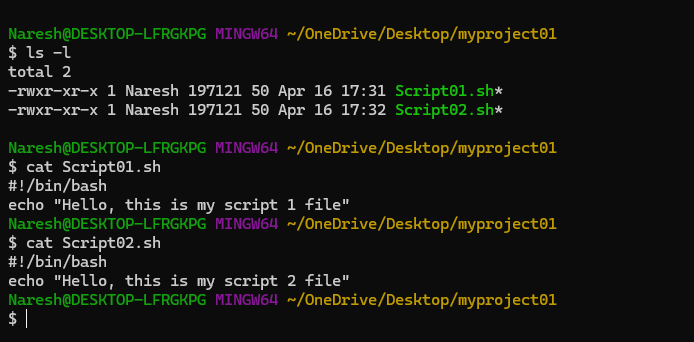 Naresh@DESKTOP-LFRGKPG MINGW64 ~/OneDrive/Desktop/myproject01
$ ls -l
total 2
-rwxr-xr-x 1 Naresh 197121 50 Apr 16 17:31 Script01.sh*
-rwxr-xr-x 1 Naresh 197121 50 Apr 16 17:32 Script02.sh*
Naresh@DESKTOP-LFRGKPG MINGW64 ~/OneDrive/Desktop/myproject01
$ cat Script01.sh
#!/bin/bash
echo "Hello, this is my script 1 file"
Naresh@DESKTOP-LFRGKPG MINGW64 ~/OneDrive/Desktop/myproject01
$ cat Script02.sh
#!/bin/bash
echo "Hello, this is my script 2 file"
Naresh@DESKTOP-LFRGKPG MINGW64 ~/OneDrive/Desktop/myproject01
$